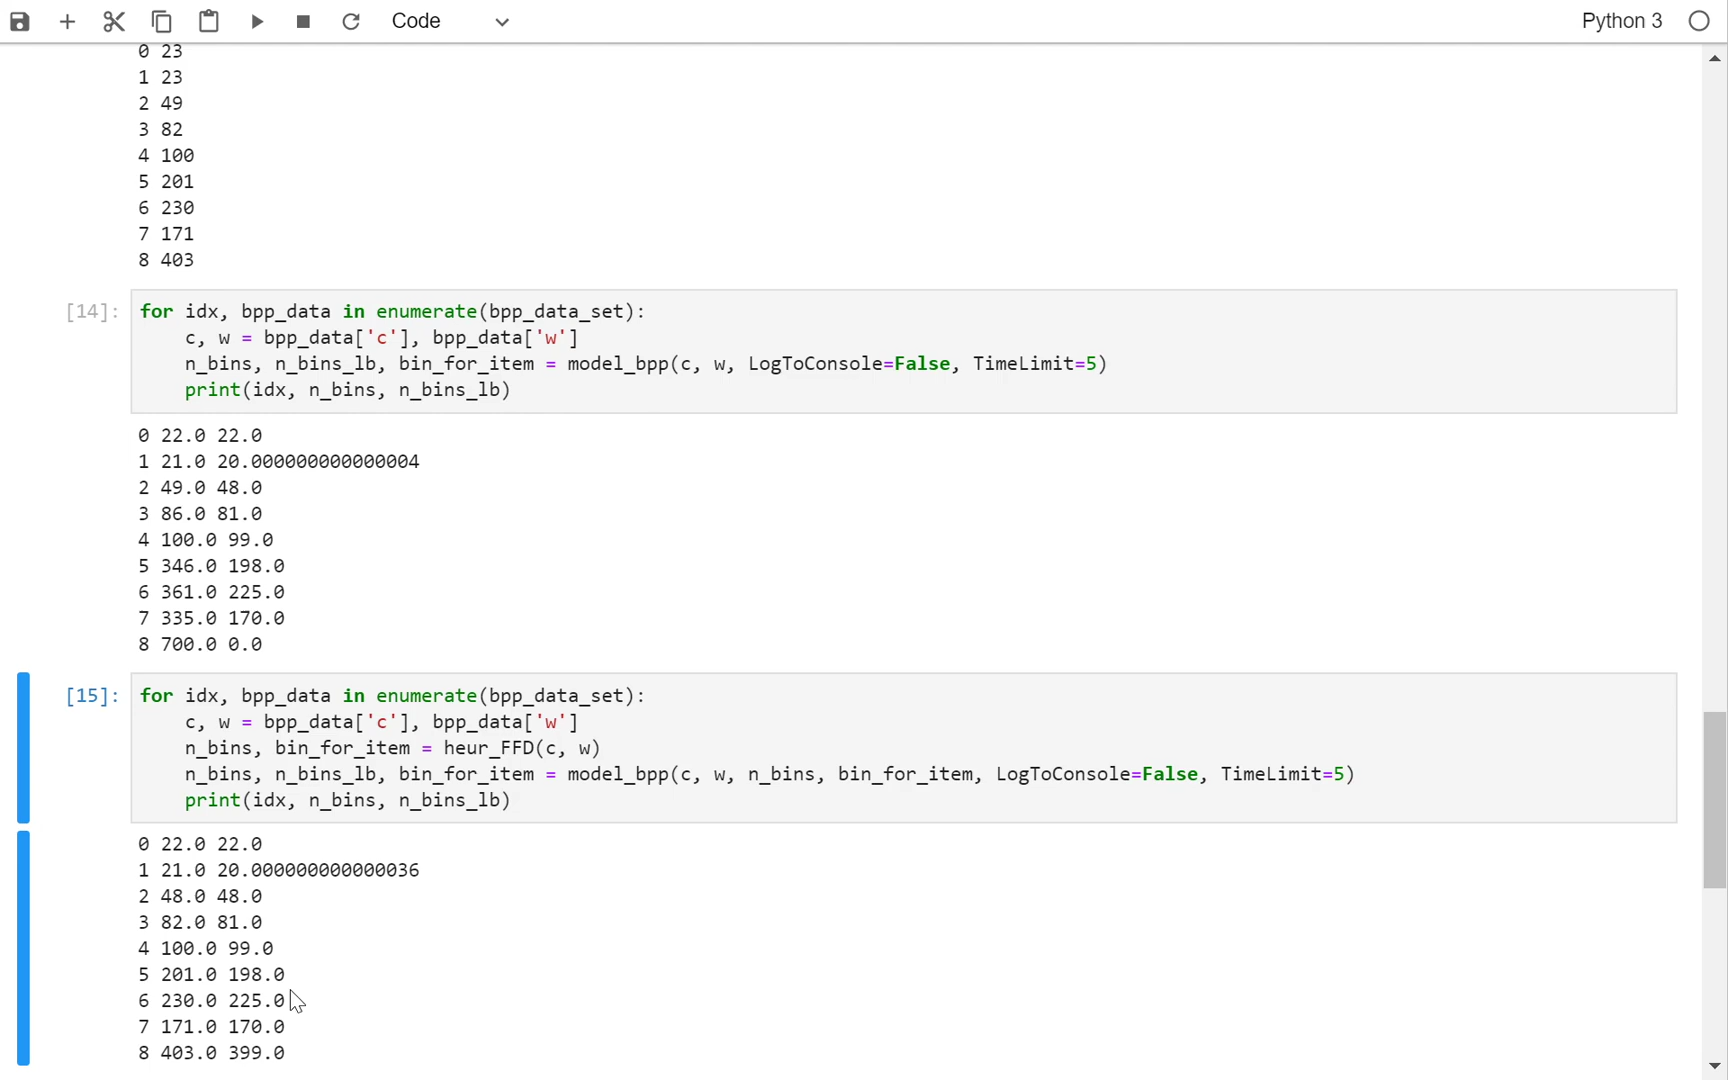 Code
Python 3
0 23
1 23
2 49
3 82
4 100
5 201
6 230
7 171
8 403
[14]:
for idx, bpp_data in enumerate(bpp_data_set):
    c, w = bpp_data['c'], bpp_data['w']
    n_bins, n_bins_lb, bin_for_item = model_bpp(c, w, LogToConsole=False, TimeLimit=5)
    print(idx, n_bins, n_bins_lb)
0 22.0 22.0
1 21.0 20.000000000000004
2 49.0 48.0
3 86.0 81.0
4 100.0 99.0
5 346.0 198.0
6 361.0 225.0
7 335.0 170.0
8 700.0 0.0
[15]:
for idx, bpp_data in enumerate(bpp_data_set):
    c, w = bpp_data['c'], bpp_data['w']
    n_bins, bin_for_item = heur_FFD(c, w)
    n_bins, n_bins_lb, bin_for_item = model_bpp(c, w, n_bins, bin_for_item, LogToConsole=False, TimeLimit=5)
    print(idx, n_bins, n_bins_lb)
0 22.0 22.0
1 21.0 20.000000000000036
2 48.0 48.0
3 82.0 81.0
4 100.0 99.0
5 201.0 198.0
6 230.0 225.0
7 171.0 170.0
8 403.0 399.0